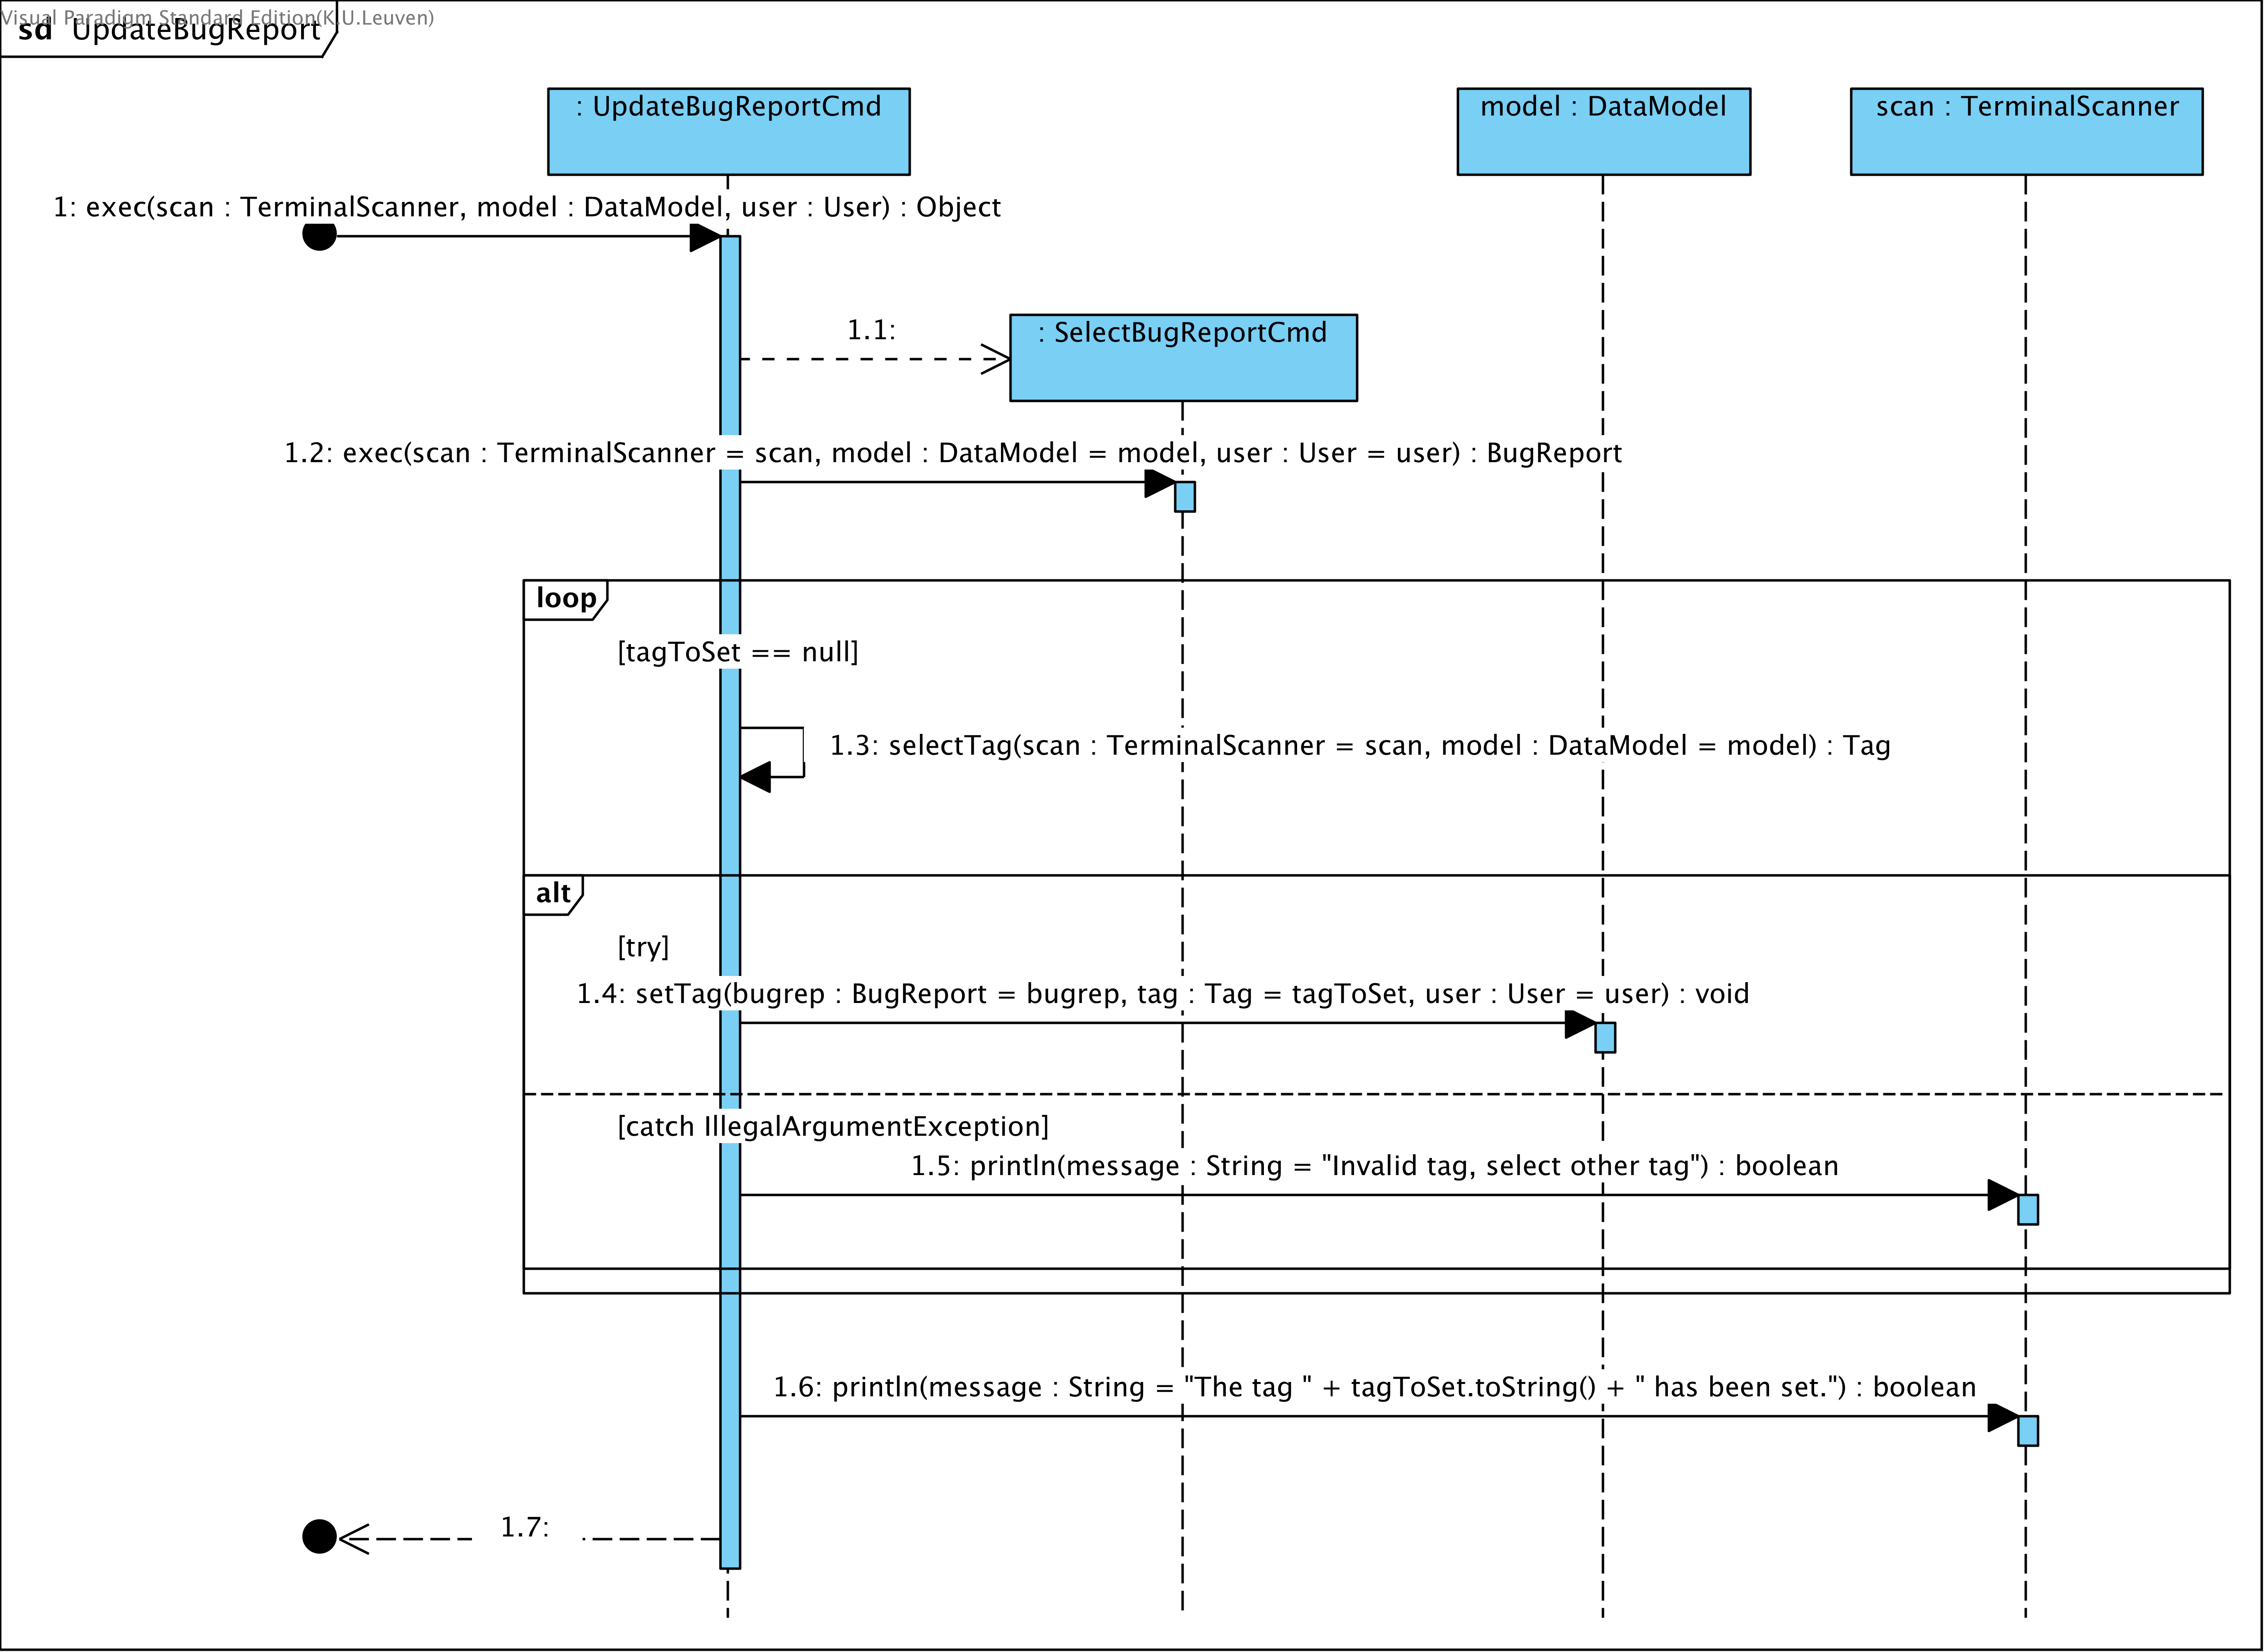 Visual Paradigm Standard Edition(K.U.Leuven)
sd UpdateBugReport
: UpdateBugReportCmd
model : DataModel
scan : TerminalScanner
1: exec(scan : TerminalScanner, model : DataModel, user : User) : Object
1.1:
: SelectBugReportCmd
1.2: exec(scan : TerminalScanner = scan, model : DataModel = model, user : User = user) : BugReport
loop
[tagToSet == null]
1.3: selectTag(scan : TerminalScanner = scan, model : DataModel = model) : Tag
alt
[try]
1.4: setTag(bugrep : BugReport = bugrep, tag : Tag = tagToSet, user : User = user) : void
[catch IllegalArgumentException]
1.5: println(message : String = "Invalid tag, select other tag") : boolean
1.6: println(message : String = "The tag " + tagToSet.toString() + " has been set.") : boolean
1.7: